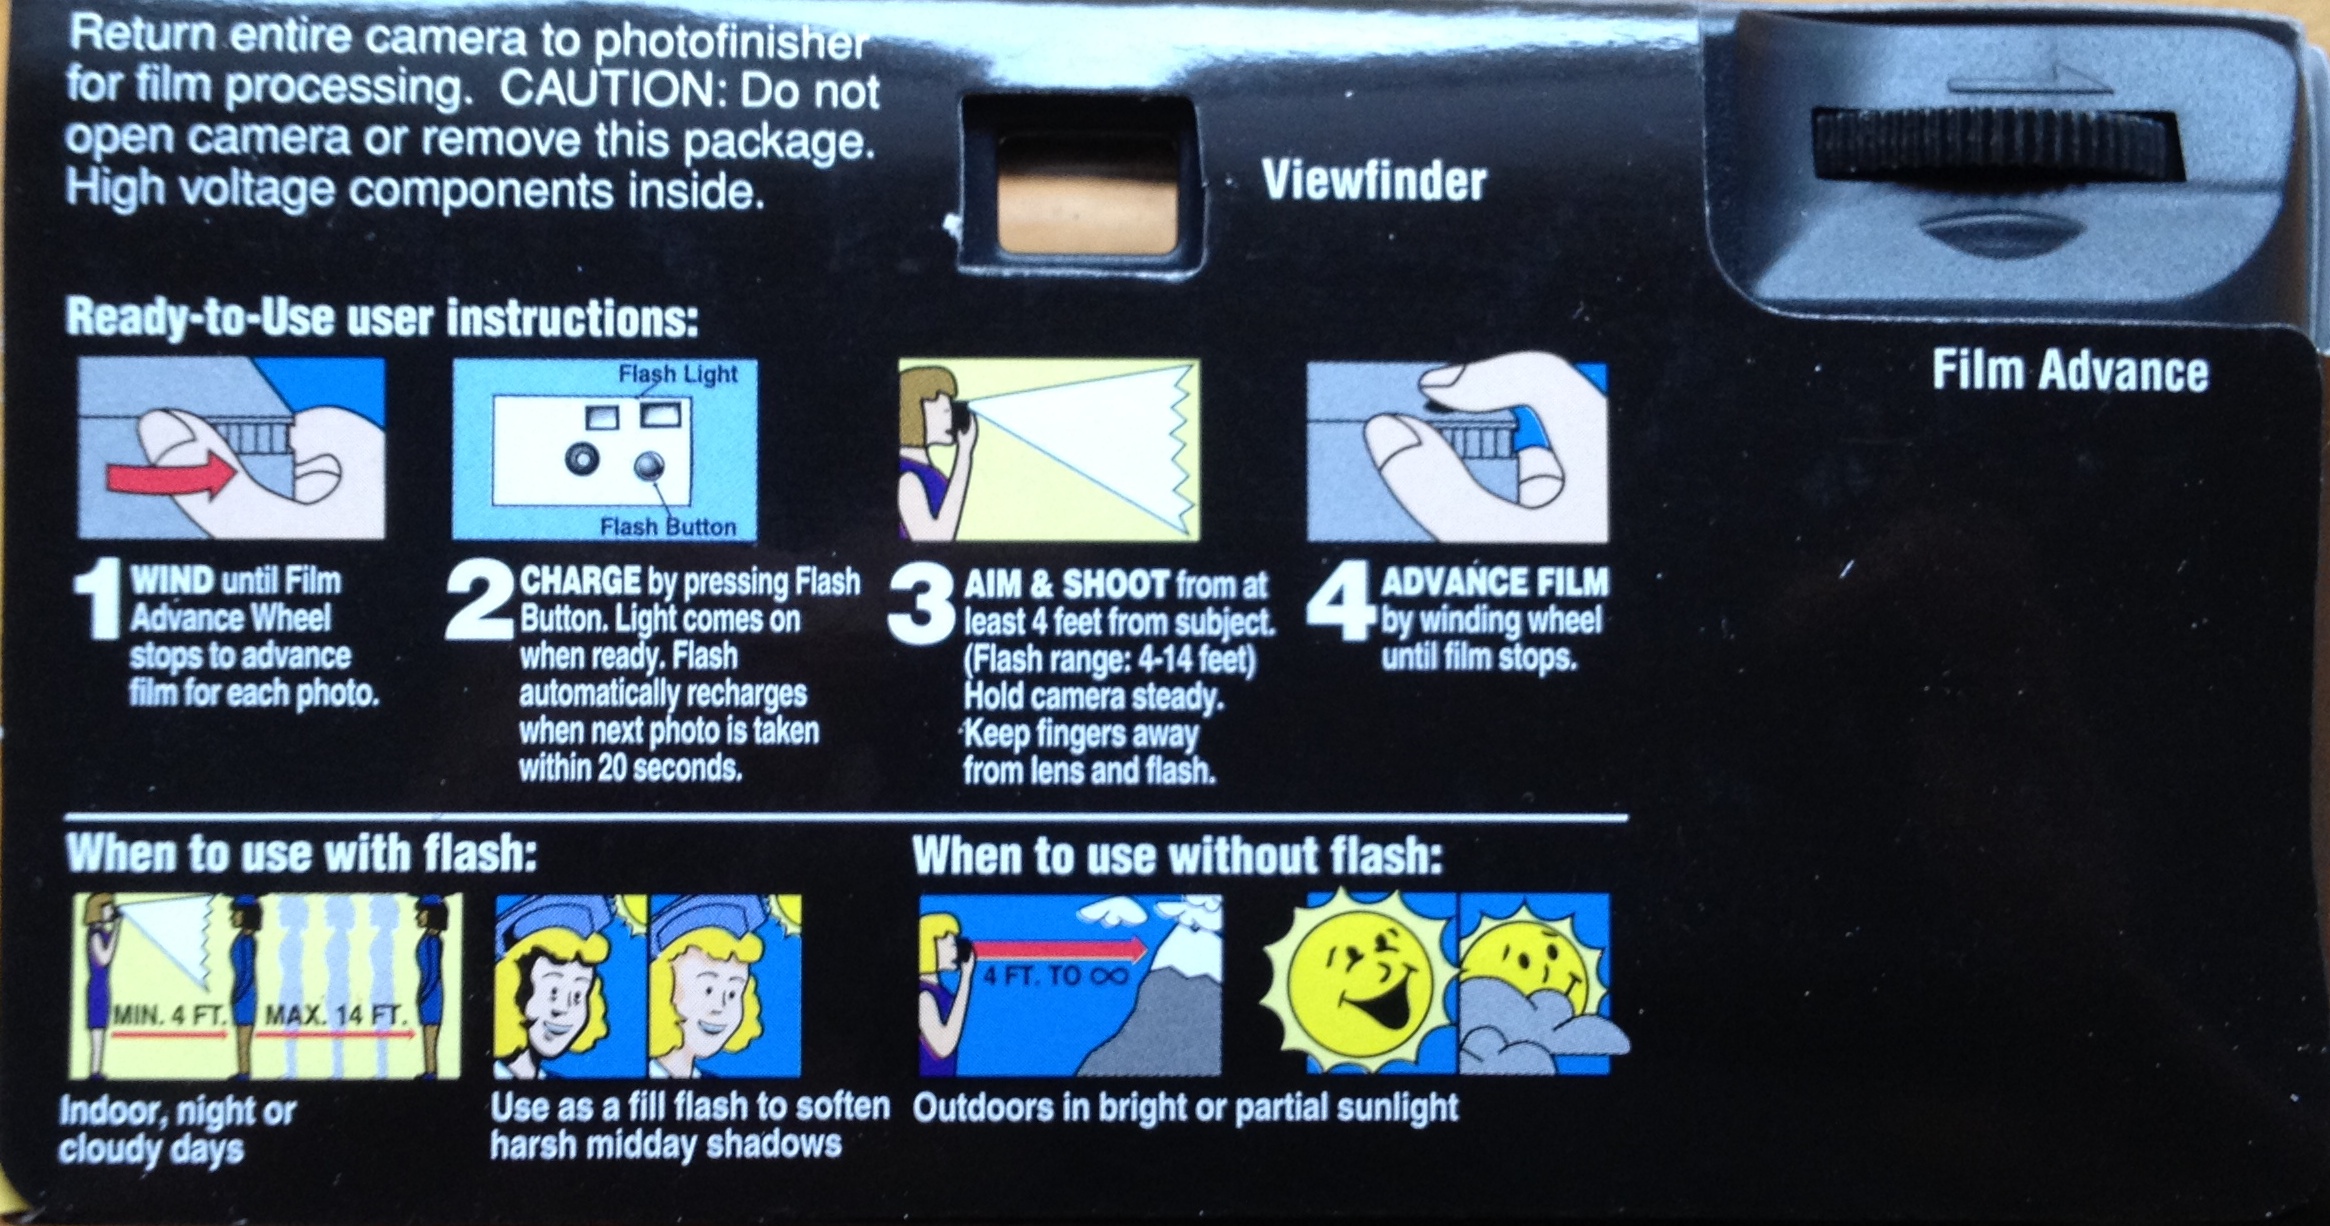 Return entire camera to photofinisher
for film processing. CAUTION: Do not
open camera or remove this package.
High voltage components inside.
Viewfinder
Film Advance
Ready-to-Use user instructions:
1 WIND until Film
Advance Wheel
stops to advance
film for each photo.
Flash Light
Flash Button
2 CHARGE by pressing Flash
Button. Light comes on
when ready. Flash
automatically recharges
when next photo is taken
within 20 seconds.
3 AIM & SHOOT from at
least 4 feet from subject.
(Flash range: 4-14 feet)
Hold camera steady.
Keep fingers away
from lens and flash.
4 ADVANCE FILM
by winding wheel
until film stops.
When to use with flash:
MIN. 4 FT. MAX. 14 FT.
Indoor, night or
cloudy days
Use as a fill flash to soften
harsh midday shadows
When to use without flash:
4 FT. TO ∞
Outdoors in bright or partial sunlight